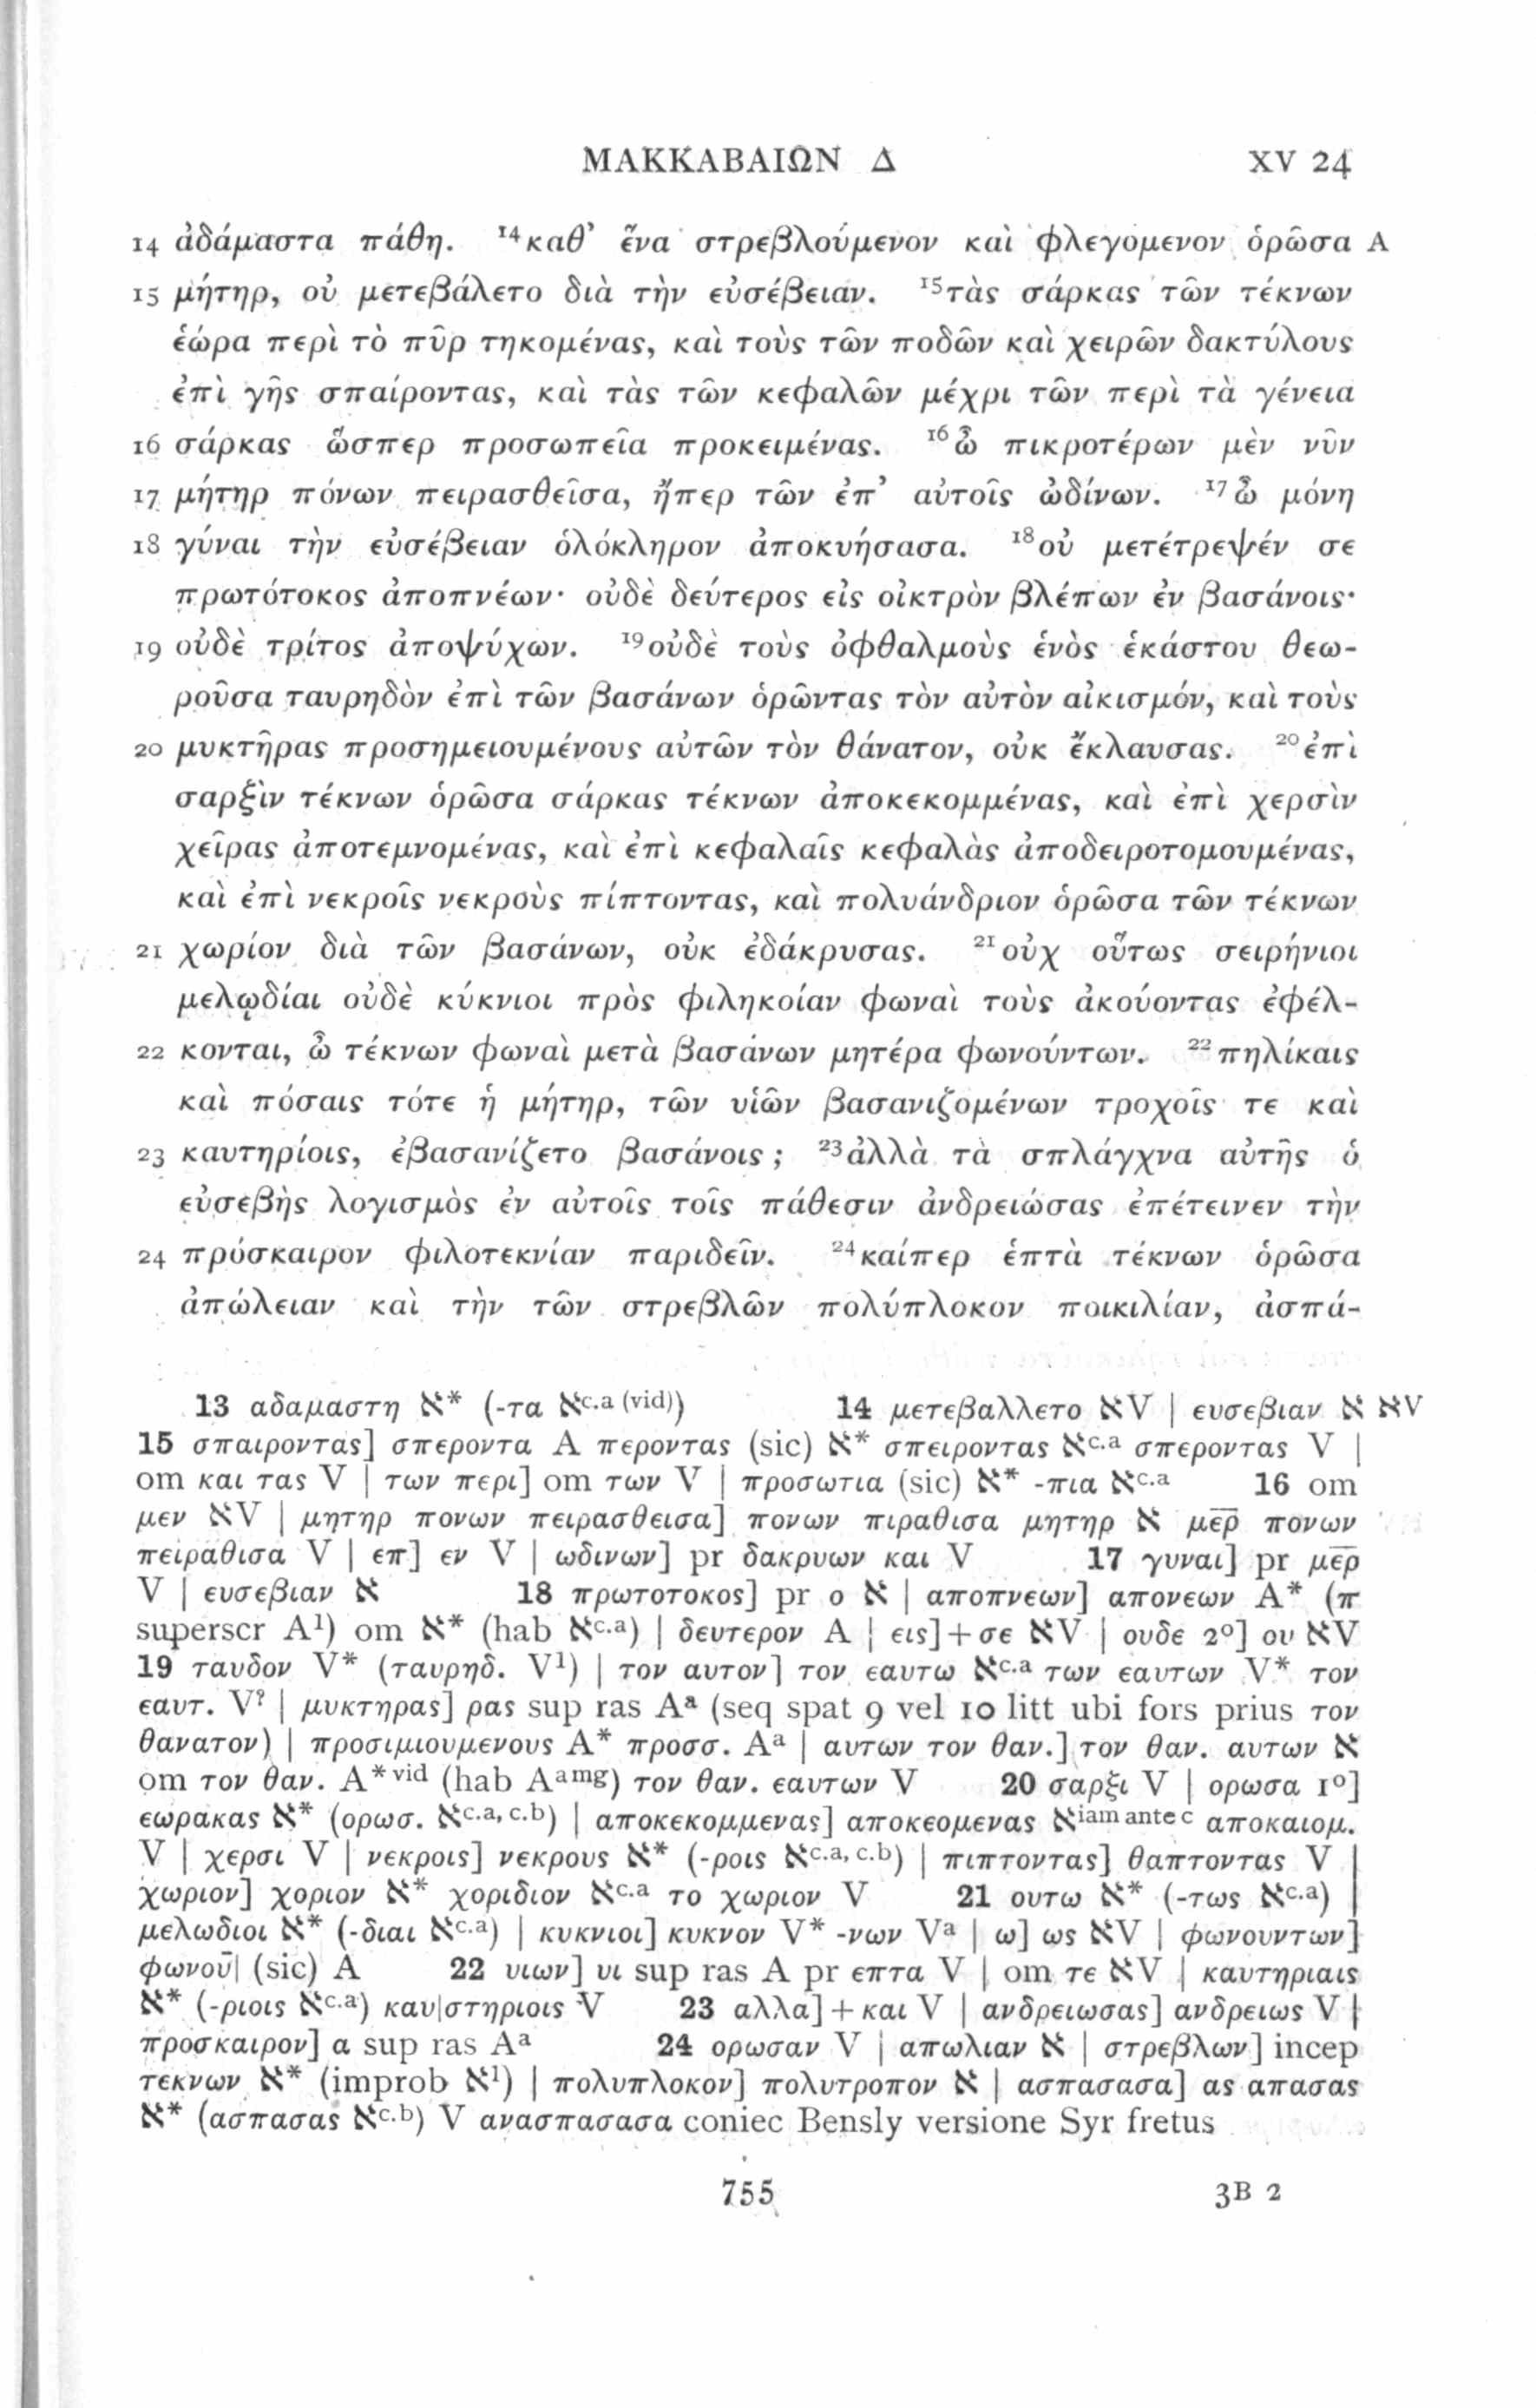 ΜΑΚΚΑΒΑΙΩΝ Δ XV 24
14 ἀδάμαστα πάθη. ¹⁴καθ’ ἕνα στρεβλούμενον καὶ φλεγόμενον ὁρῶσα A
15 μήτηρ, οὐ μετεβάλετο διὰ τὴν εὐσέβειαν. ¹⁵τὰς σάρκας τῶν τέκνων
ἑώρα περὶ τὸ πῦρ τηκομένας, καὶ τοὺς τῶν ποδῶν καὶ χειρῶν δακτύλους
ἐπὶ γῆς σπαίροντας, καὶ τὰς τῶν κεφαλῶν μέχρι τῶν περὶ τὰ γένεια
16 σάρκας ὥσπερ προσωπεῖα προκειμένας. ¹⁶ὦ πικροτέρων μὲν νῦν
17 μήτηρ πόνων πειρασθεῖσα, ἤπερ τῶν ἐπ’ αὐτοῖς ὠδίνων. ¹⁷ὦ μόνη
18 γύναι τὴν εὐσέβειαν ὁλόκληρον ἀποκυήσασα. ¹⁸οὐ μετέτρεψέν σε
πρωτότοκος ἀποπνέων· οὐδὲ δεύτερος εἰς οἰκτρὸν βλέπων ἐν βασάνοις·
19 οὐδὲ τρίτος ἀποψύχων. ¹⁹οὐδὲ τοὺς ὀφθαλμοὺς ἑνὸς ἑκάστου θεω-
ροῦσα ταυρηδὸν ἐπὶ τῶν βασάνων ὁρῶντας τὸν αὐτὸν αἰκισμόν, καὶ τοὺς
20 μυκτῆρας προσημειουμένους αὐτῶν τὸν θάνατον, οὐκ ἔκλαυσας. ²⁰ἐπὶ
σαρξὶν τέκνων ὁρῶσα σάρκας τέκνων ἀποκεκομμένας, καὶ ἐπὶ χερσὶν
χεῖρας ἀποτεμνομένας, καὶ ἐπὶ κεφαλαῖς κεφαλὰς ἀποδειροτομουμένας,
καὶ ἐπὶ νεκροῖς νεκροὺς πίπτοντας, καὶ πολυάνδριον ὁρῶσα τῶν τέκνων
21 χωρίον διὰ τῶν βασάνων, οὐκ ἐδάκρυσας. ²¹οὐχ οὕτως σειρήνιοι
μελῳδίαι οὐδὲ κύκνιοι πρὸς φιληκοίαν φωναὶ τοὺς ἀκούοντας ἐφέλ-
22 κονται, ὦ τέκνων φωναὶ μετὰ βασάνων μητέρα φωνούντων. ²²πηλίκαις
καὶ πόσαις τότε ἡ μήτηρ, τῶν υἱῶν βασανιζομένων τροχοῖς τε καὶ
23 καυτηρίοις, ἐβασανίζετο βασάνοις ; ²³ἀλλὰ τὰ σπλάγχνα αὐτῆς ὁ
εὐσεβὴς λογισμὸς ἐν αὐτοῖς τοῖς πάθεσιν ἀνδρειώσας ἐπέτεινεν τὴν
24 πρόσκαιρον φιλοτεκνίαν παριδεῖν. ²⁴καίπερ ἑπτὰ τέκνων ὁρῶσα
ἀπώλειαν καὶ τὴν τῶν στρεβλῶν πολύπλοκον ποικιλίαν, ἀσπά-
13 αδαμαστη ℵ* (-τα ℵc.a (vid)) 14 μετεβαλλετο ℵV | ευσεβιαν ℵ ℵV
15 σπαιροντας] σπεροντα A περοντας (sic) ℵ* σπειροντας ℵc.a σπεροντας V |
om και τας V | των περι] om των V | προσωτια (sic) ℵ* -πια ℵc.a 16 om
μεν ℵV | μητηρ πονων πειρασθεισα] πονων πιραθισα μητηρ ℵ μερ̅ πονων
πειραθισα V | επ] εν V | ωδινων] pr δακρυων και V 17 γυναι] pr μερ̅
V | ευσεβιαν ℵ 18 πρωτοτοκος] pr ο ℵ | αποπνεων] απονεων A* (π
superscr A¹) om ℵ* (hab ℵc.a) | δευτερον A | εις]+σε ℵV | ουδε 2°] ου ℵV
19 ταυδον V* (ταυρηδ. V¹) | τον αυτον] τον εαυτω ℵc.a των εαυτων V* τον
εαυτ. V? | μυκτηρας] ρας sup ras Aª (seq spat 9 vel 10 litt ubi fors prius τον
θανατον) | προσιμιουμενους A* προσσ. Aª | αυτων τον θαν.] τον θαν. αυτων ℵ
om τον θαν. A*vid (hab Aamg) τον θαν. εαυτων V 20 σαρξι V | ορωσα 1°]
εωρακας ℵ* (ορωσ. ℵc.a, c.b) | αποκεκομμενας] αποκεομενας ℵiam ante c αποκαιομ.
V | χερσι V | νεκροις] νεκρους ℵ* (-ροις ℵc.a, c.b) | πιπτοντας] θαπτοντας V |
χωριον] χοριον ℵ* χοριδιον ℵc.a το χωριον V 21 ουτω ℵ* (-τως ℵc.a) |
μελωδιοι ℵ* (-διαι ℵc.a) | κυκνιοι] κυκνον V* -νων Vª | ω] ως ℵV | φωνουντων]
φωνου̅| (sic) A 22 υιων] υι sup ras A pr επτα V | om τε ℵV | καυτηριαις
ℵ* (-ριοις ℵc.a) καυ|στηριοις V 23 αλλα]+και V | ανδρειωσας] ανδρειως V |
προσκαιρον] α sup ras Aª 24 ορωσαν V | απωλιαν ℵ | στρεβλων] incep
τεκνων ℵ* (improb ℵ¹) | πολυπλοκον] πολυτροπον ℵ | ασπασασα] ας απασας
ℵ* (ασπασας ℵc.b) V ανασπασασα coniec Bensly versione Syr fretus
755 3B 2